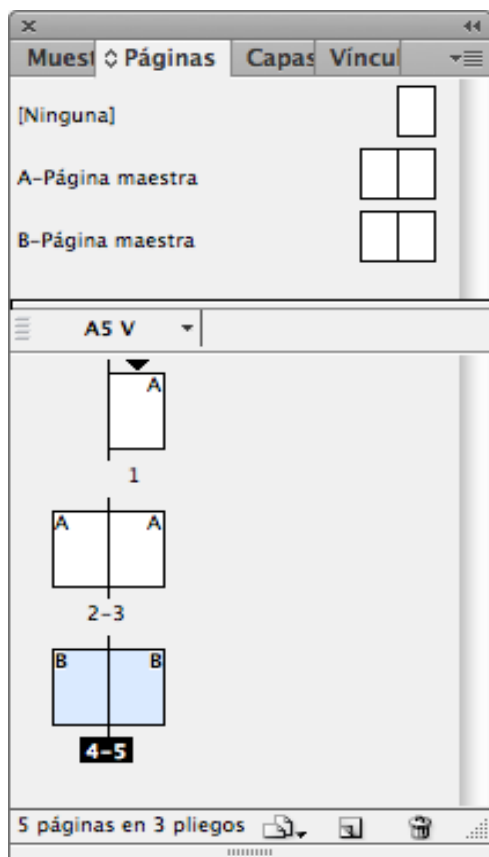 Muest Páginas Capas Víncul
[Ninguna]
A-Página maestra
B-Página maestra
A5 V
A
1
A A
2-3
B B
4-5
5 páginas en 3 pliegos